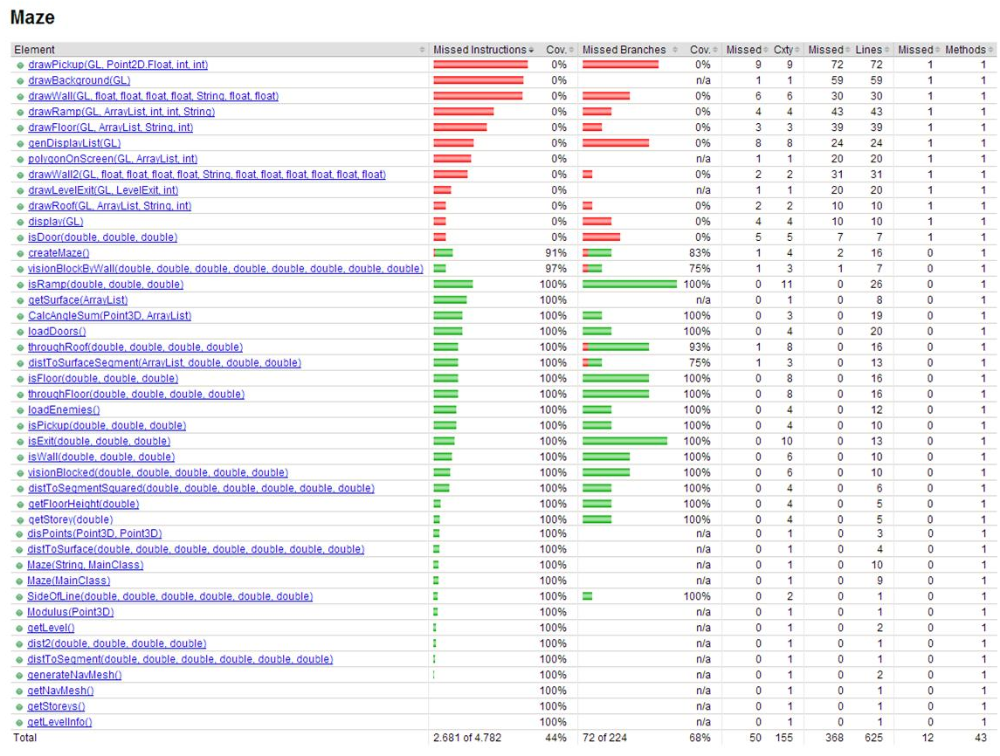 Maze
Element Missed Instructions Cov. Missed Branches Cov. Missed Cxty Missed Lines Missed Methods
drawPickup(GL, Point2D.Float, int, int) 0% 0% 9 9 72 72 1 1
drawBackground(GL) 0% n/a 1 1 59 59 1 1
drawWall(GL, float, float, float, float, String, float, float) 0% 0% 6 6 30 30 1 1
drawRamp(GL, ArrayList, int, int, String) 0% 0% 4 4 43 43 1 1
drawFloor(GL, ArrayList, String, int) 0% 0% 3 3 39 39 1 1
genDisplayList(GL) 0% 0% 8 8 24 24 1 1
polygonOnScreen(GL, ArrayList, int) 0% n/a 1 1 20 20 1 1
drawWall2(GL, float, float, float, float, String, float, float, float, float, float, float) 0% 0% 2 2 31 31 1 1
drawLevelExit(GL, LevelExit, int) 0% n/a 1 1 20 20 1 1
drawRoof(GL, ArrayList, String, int) 0% 0% 2 2 10 10 1 1
display(GL) 0% 0% 4 4 10 10 1 1
isDoor(double, double, double) 0% 0% 5 5 7 7 1 1
createMaze() 91% 83% 1 4 2 16 0 1
visionBlockByWall(double, double, double, double, double, double, double, double) 97% 75% 1 3 1 7 0 1
isRamp(double, double, double) 100% 100% 0 11 0 26 0 1
getSurface(ArrayList) 100% n/a 0 1 0 8 0 1
CalcAngleSum(Point3D, ArrayList) 100% 100% 0 3 0 19 0 1
loadDoors() 100% 100% 0 4 0 20 0 1
throughRoof(double, double, double, double) 100% 93% 1 8 0 16 0 1
distToSurfaceSegment(ArrayList, double, double, double) 100% 75% 1 3 0 13 0 1
isFloor(double, double, double) 100% 100% 0 8 0 16 0 1
throughFloor(double, double, double, double) 100% 100% 0 8 0 16 0 1
loadEnemies() 100% 100% 0 4 0 12 0 1
isPickup(double, double, double) 100% 100% 0 4 0 10 0 1
isExit(double, double, double) 100% 100% 0 10 0 13 0 1
isWall(double, double, double) 100% 100% 0 6 0 10 0 1
visionBlocked(double, double, double, double, double) 100% 100% 0 6 0 10 0 1
distToSegmentSquared(double, double, double, double, double, double) 100% 100% 0 4 0 6 0 1
getFloorHeight(double) 100% 100% 0 4 0 5 0 1
getStorey(double) 100% 100% 0 4 0 5 0 1
disPoints(Point3D, Point3D) 100% n/a 0 1 0 3 0 1
distToSurface(double, double, double, double, double, double, double) 100% n/a 0 1 0 4 0 1
Maze(String, MainClass) 100% n/a 0 1 0 10 0 1
Maze(MainClass) 100% n/a 0 1 0 9 0 1
SideOfLine(double, double, double, double, double, double) 100% 100% 0 2 0 1 0 1
Modulus(Point3D) 100% n/a 0 1 0 1 0 1
getLevel() 100% n/a 0 1 0 2 0 1
dist2(double, double, double, double) 100% n/a 0 1 0 1 0 1
distToSegment(double, double, double, double, double, double) 100% n/a 0 1 0 1 0 1
generateNavMesh() 100% n/a 0 1 0 2 0 1
getNavMesh() 100% n/a 0 1 0 1 0 1
getStoreys() 100% n/a 0 1 0 1 0 1
getLevelInfo() 100% n/a 0 1 0 1 0 1
Total 2.681 of 4.782 44% 72 of 224 68% 50 155 368 625 12 43